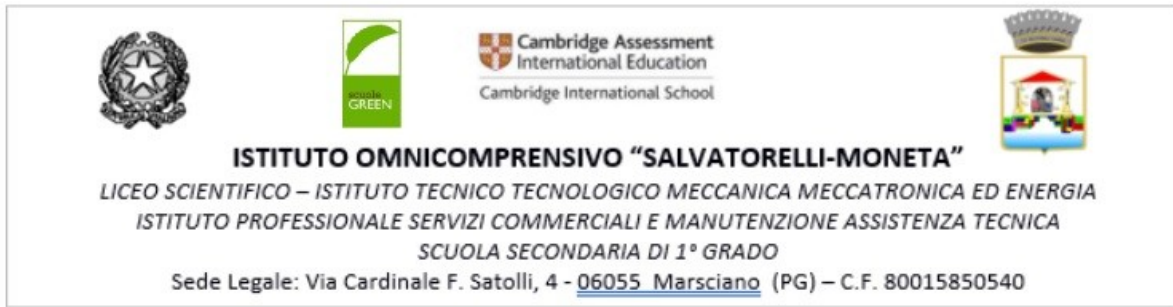 scuole
GREEN
Cambridge Assessment
International Education
Cambridge International School
ISTITUTO OMNICOMPRENSIVO “SALVATORELLI-MONETA”
LICEO SCIENTIFICO – ISTITUTO TECNICO TECNOLOGICO MECCANICA MECCATRONICA ED ENERGIA
ISTITUTO PROFESSIONALE SERVIZI COMMERCIALI E MANUTENZIONE ASSISTENZA TECNICA
SCUOLA SECONDARIA DI 1° GRADO
Sede Legale: Via Cardinale F. Satolli, 4 - 06055 Marsciano (PG) – C.F. 80015850540